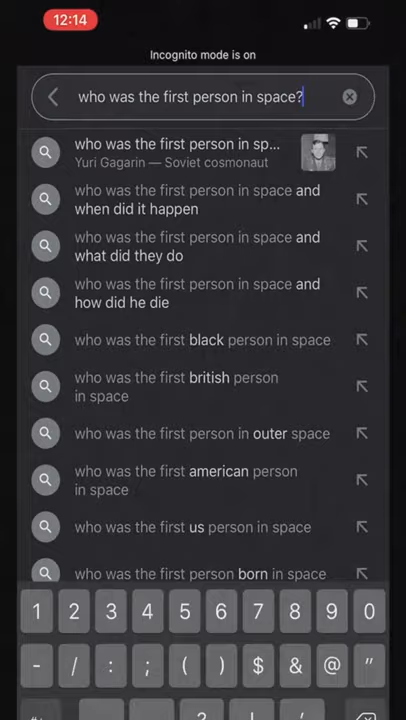 12:14
Incognito mode is on
who was the first person in space?
who was the first person in sp...
Yuri Gagarin — Soviet cosmonaut
who was the first person in space and
when did it happen
who was the first person in space and
what did they do
who was the first person in space and
how did he die
who was the first black person in space
who was the first british person
in space
who was the first person in outer space
who was the first american person
in space
who was the first us person in space
who was the first person born in space
1 2 3 4 5 6 7 8 9 0
- / : ; ( ) $ & @ "